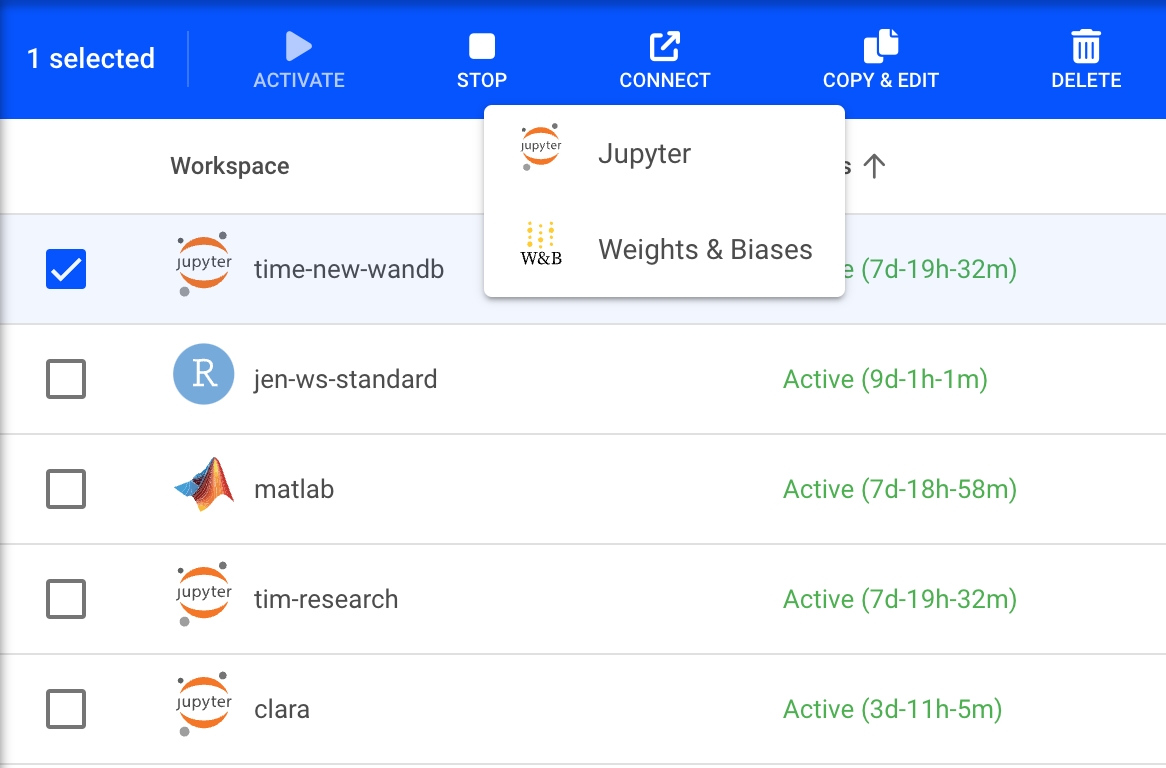 1 selected
ACTIVATE
STOP
CONNECT
COPY & EDIT
DELETE
jupyter
Jupyter
W&B
Weights & Biases
Workspace
s
jupyter
time-new-wandb
e (7d-19h-32m)
R
jen-ws-standard
Active (9d-1h-1m)
matlab
Active (7d-18h-58m)
jupyter
tim-research
Active (7d-19h-32m)
jupyter
clara
Active (3d-11h-5m)